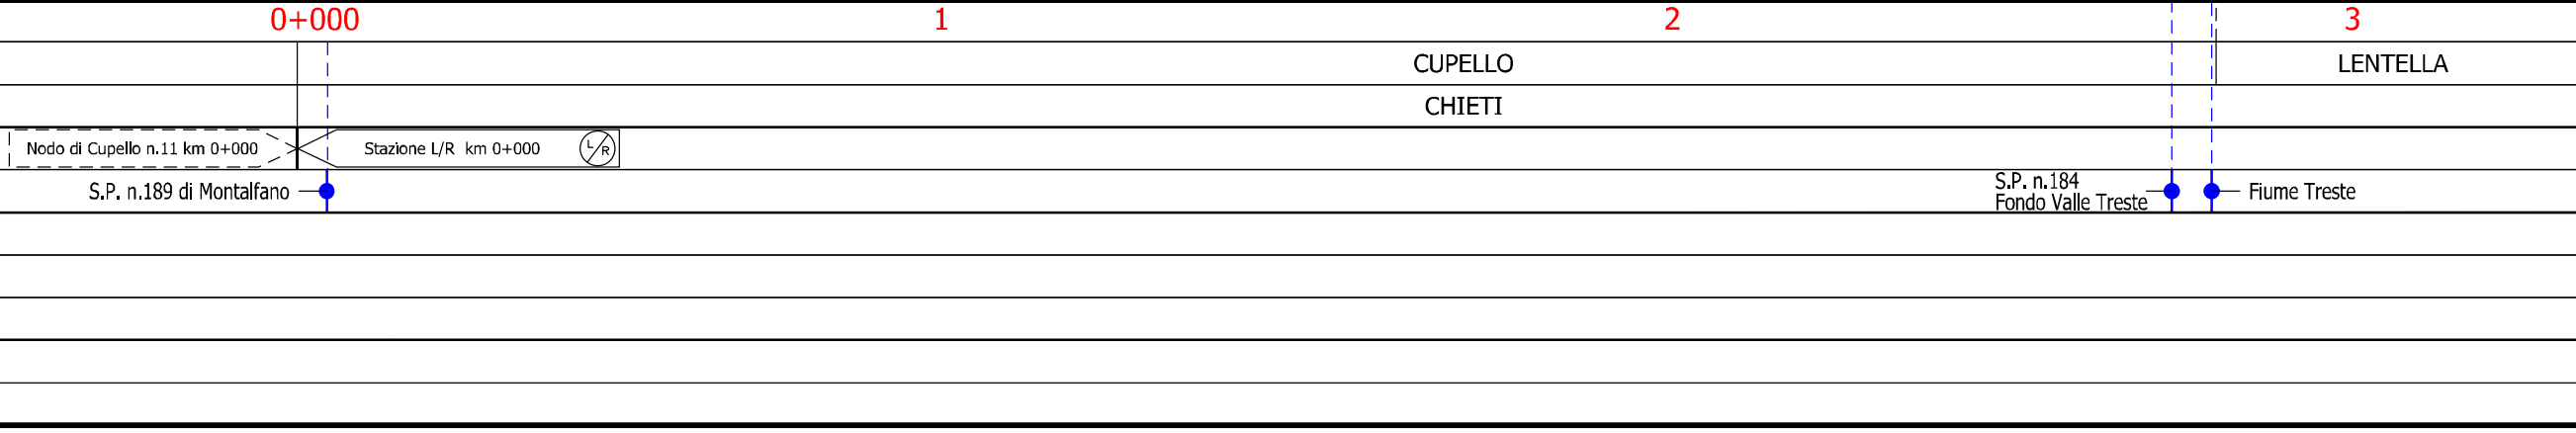 0+000 1 2 3
CUPELLO LENTELLA
CHIETI
Nodo di Cupello n.11 km 0+000 Stazione L/R km 0+000 L/R
S.P. n.189 di Montalfano
S.P. n.184
Fondo Valle Treste
Fiume Treste